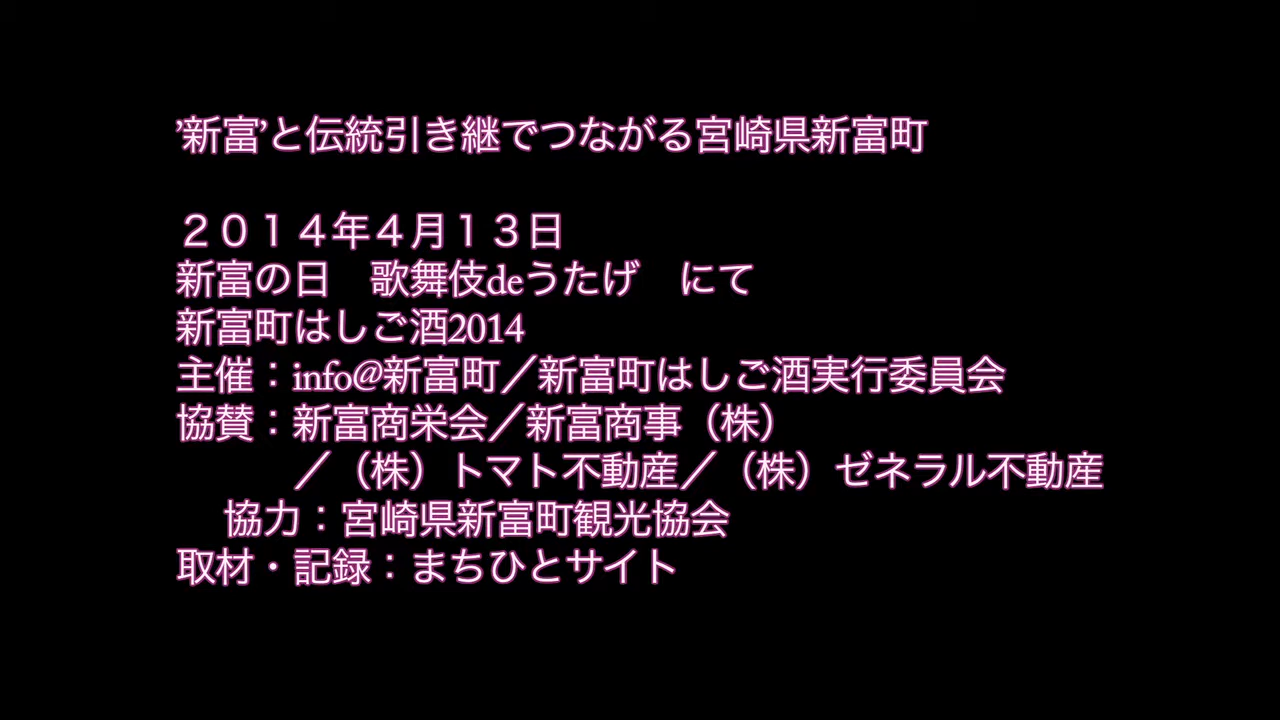 ’新富’と伝統引き継でつながる宮崎県新富町
２０１４年４月１３日
新富の日　歌舞伎deうたげ　にて
新富町はしご酒2014
主催：info@新富町／新富町はしご酒実行委員会
協賛：新富商栄会／新富商事（株）
／（株）トマト不動産／（株）ゼネラル不動産
協力：宮崎県新富町観光協会
取材・記録：まちひとサイト